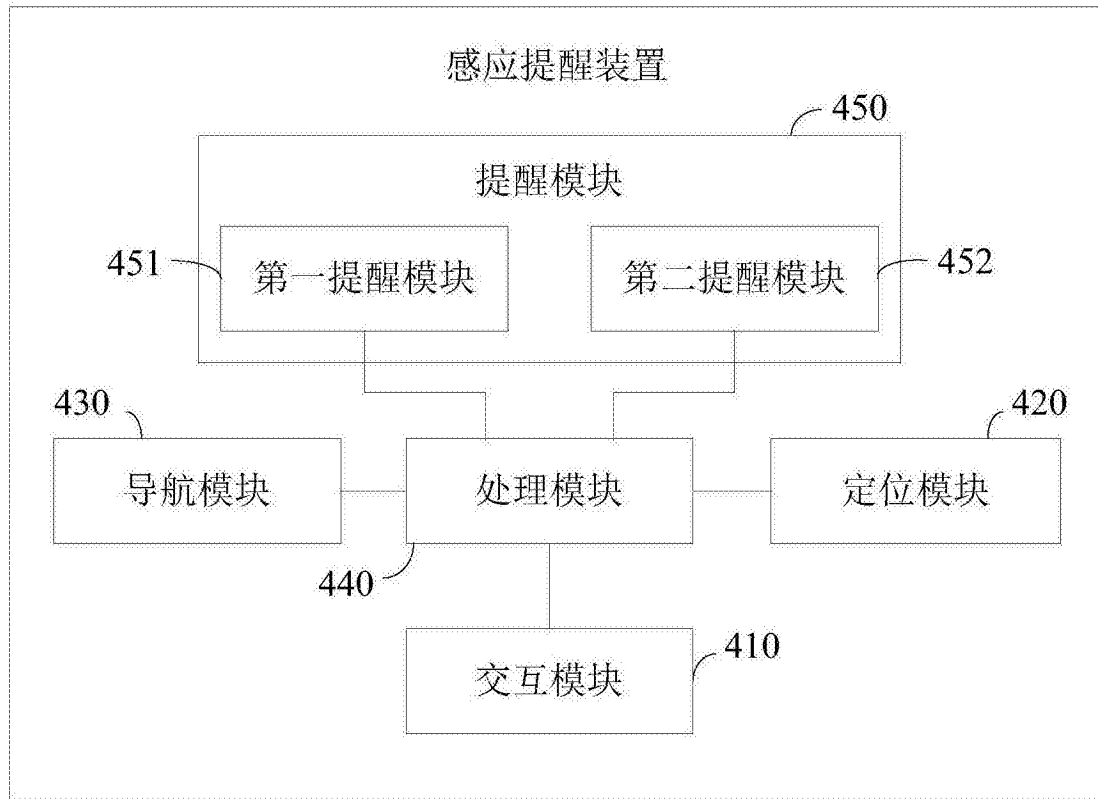 感应提醒装置
450
提醒模块
451
第一提醒模块
第二提醒模块
452
430
420
导航模块
处理模块
定位模块
440
410
交互模块